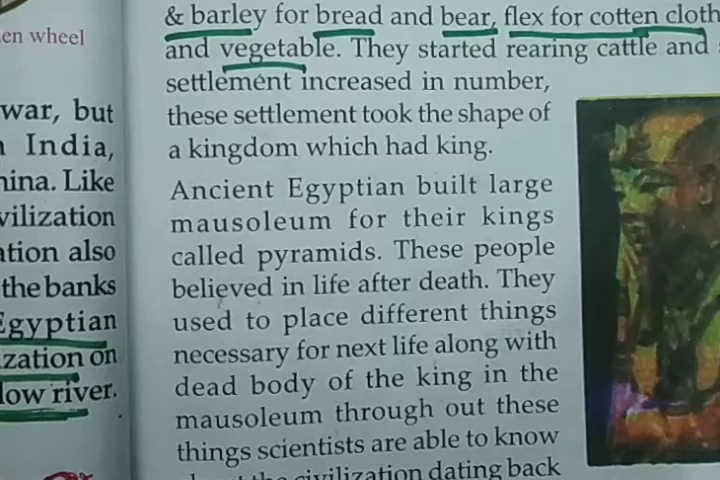 en wheel
war, but
India,
hina. Like
vilization
ation also
the banks
Egyptian
zation on
low river.
& barley for bread and bear, flex for cotten cloth
and vegetable. They started rearing cattle and
settlement increased in number,
these settlement took the shape of
a kingdom which had king.
Ancient Egyptian built large
mausoleum for their kings
called pyramids. These people
believed in life after death. They
used to place different things
necessary for next life along with
dead body of the king in the
mausoleum through out these
things scientists are able to know
the civilization dating back